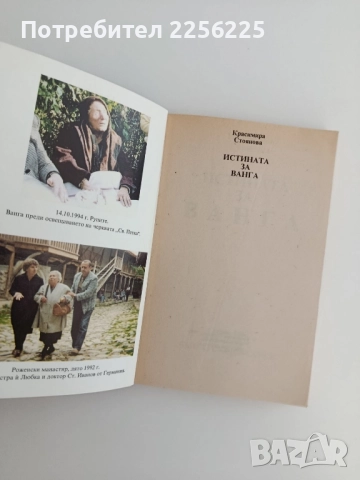 Потребител 2256225
14.10.1994 г. Рупите.
Ванга преди освещаването на черквата „Св. Петка“.
Роженски манастир, лято 1992 г.
стра ѝ Любка и доктор Ст. Иванов от Германия
Красимира
Стоянова
ИСТИНАТА
ЗА
ВАНГА
BAZAR